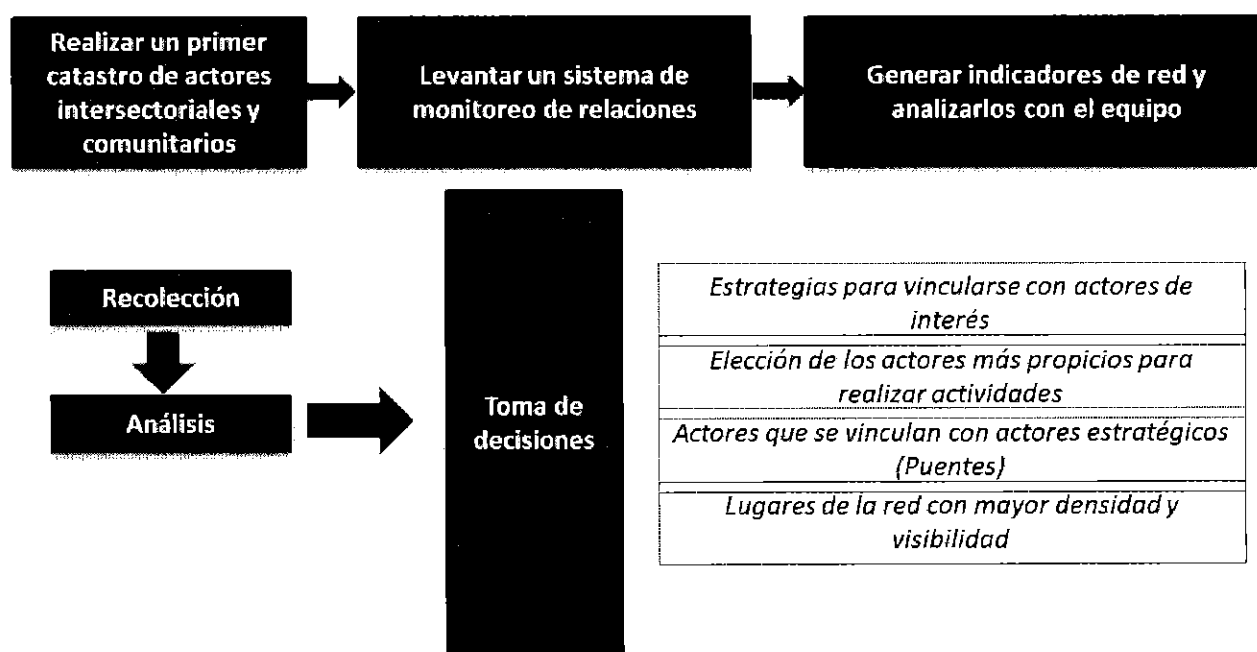 Realizar un primer
catastro de actores
intersectoriales y
comunitarios
Levantar un sistema de
monitoreo de relaciones
Generar indicadores de red y
analizarlos con el equipo
Recolección
Análisis
Toma de
decisiones
Estrategias para vincularse con actores de
interés
Elección de los actores más propicios para
realizar actividades
Actores que se vinculan con actores estratégicos
(Puentes)
Lugares de la red con mayor densidad y
visibilidad